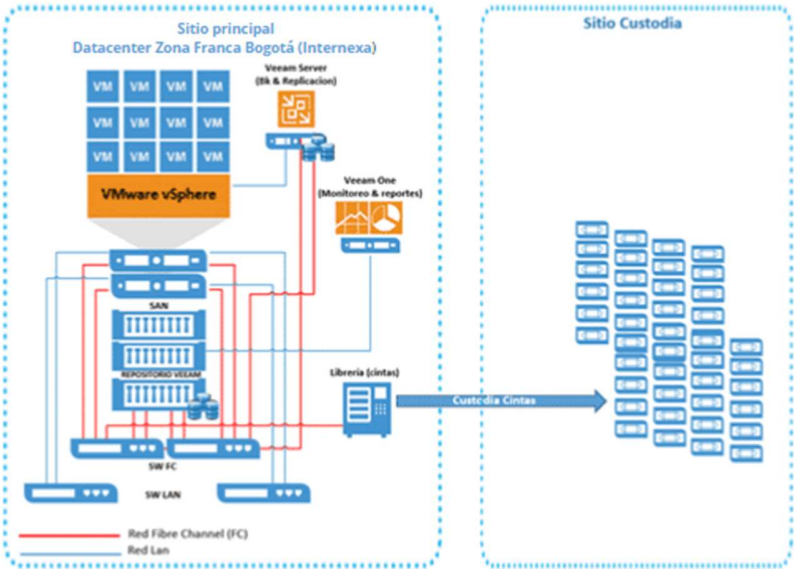 Sitio principal
Datacenter Zona Franca Bogotá (Internexa)
Sitio Custodia
Veeam Server
(Bk & Replicacion)
VM VM VM VM
VM VM VM VM
VM VM VM VM
VMware vSphere
Veeam One
(Monitoreo & reportes)
SAN
REPOSITORIO VEEAM
Librería (cintas)
Custodia Cintas
SW FC
SW LAN
Red Fibre Channel (FC)
Red Lan